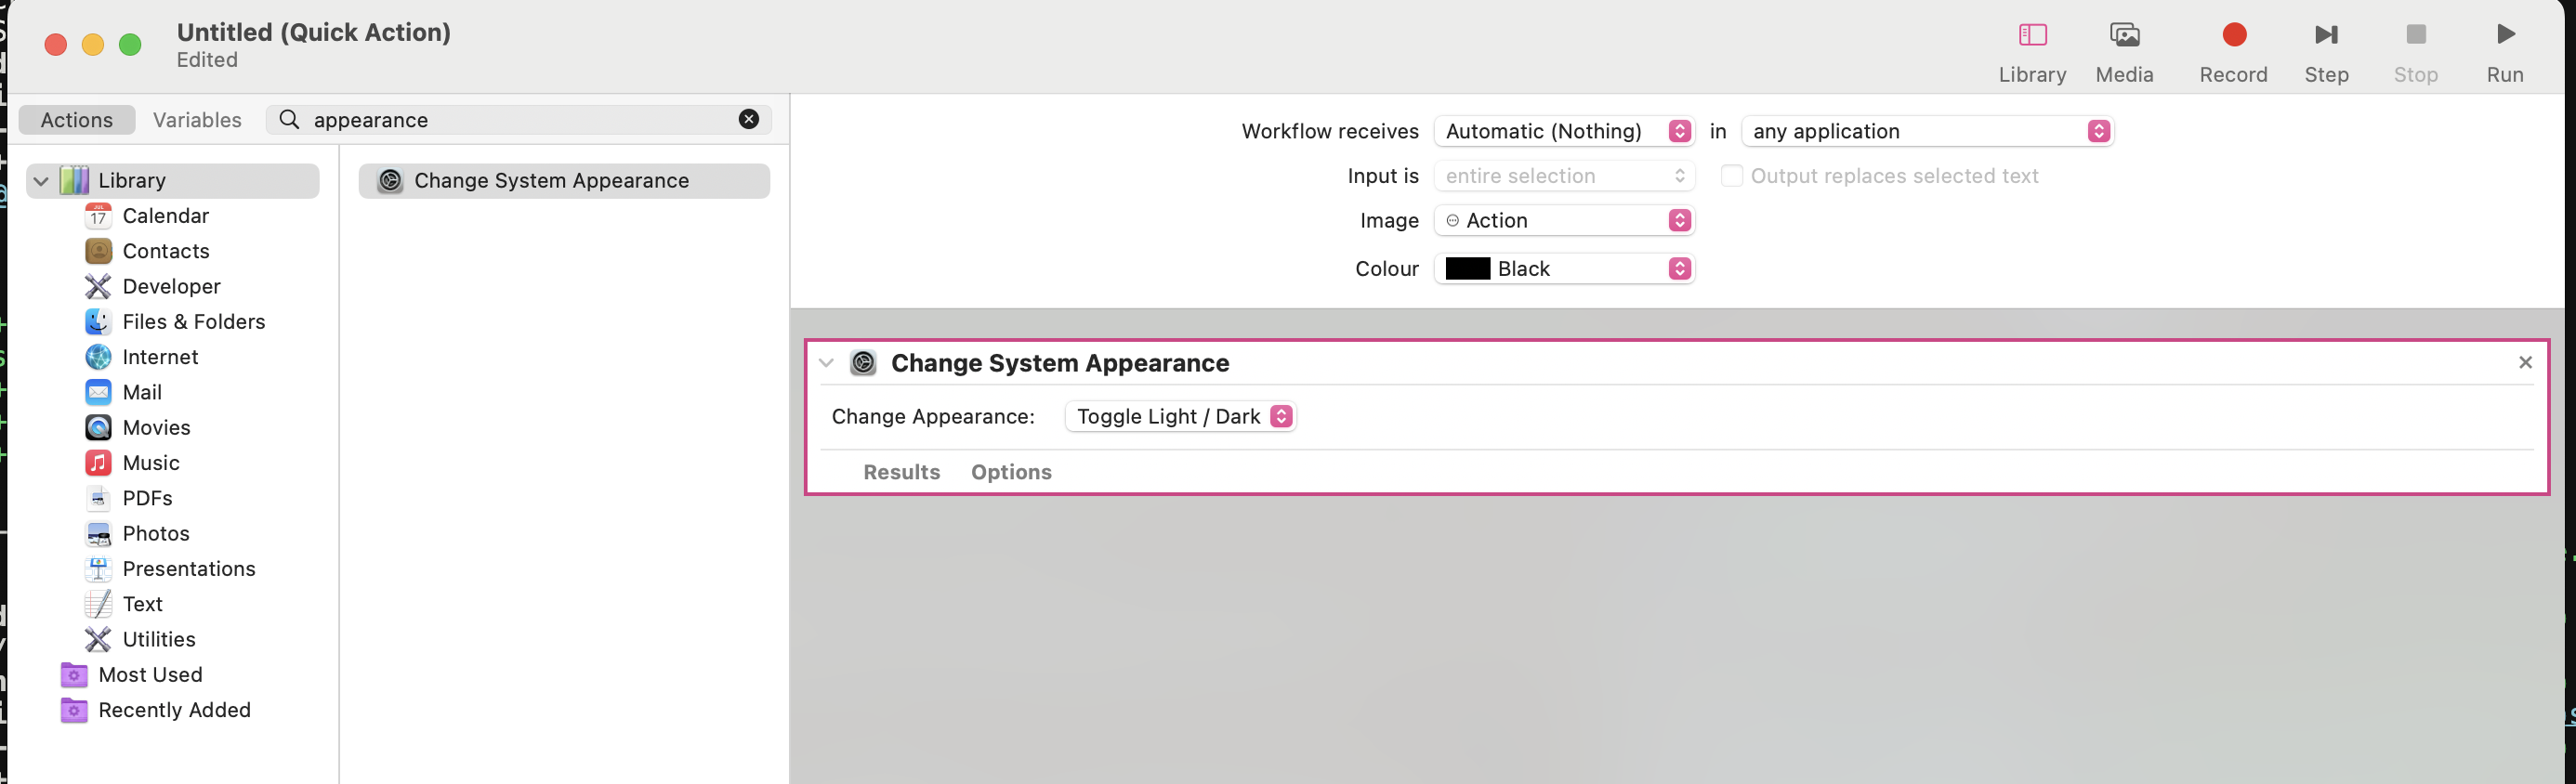 Untitled (Quick Action)
Edited
Library
Media
Record
Step
Stop
Run
Actions
Variables
appearance
Library
Calendar
JUL
17
Contacts
Developer
Files & Folders
Internet
Mail
Movies
Music
PDFs
Photos
Presentations
Text
Utilities
Most Used
Recently Added
Change System Appearance
Workflow receives Automatic (Nothing) in any application
Input is entire selection Output replaces selected text
Image Action
Colour Black
Change System Appearance
Change Appearance: Toggle Light / Dark
Results Options